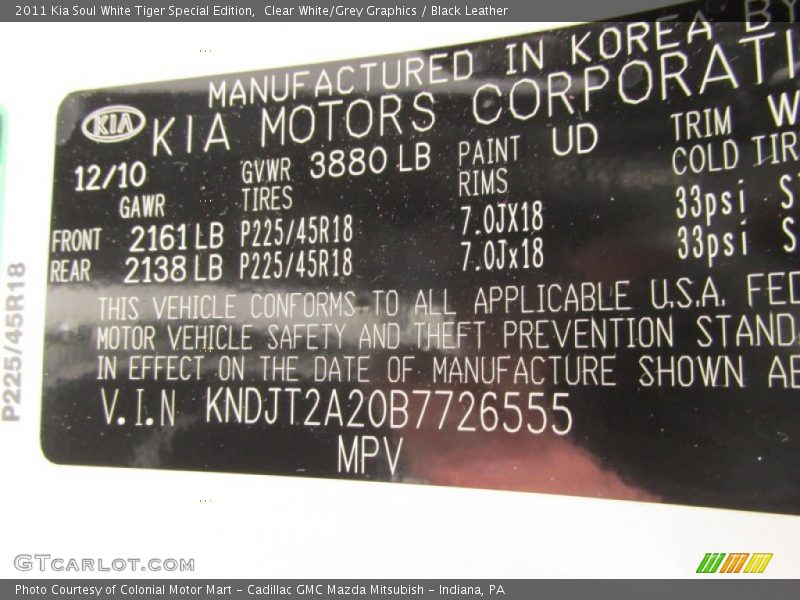 2011 Kia Soul White Tiger Special Edition, Clear White/Grey Graphics / Black Leather
MANUFACTURED IN KOREA BY
KIA KIA MOTORS CORPORATI
12/10 GVWR 3880 LB PAINT UD TRIM W
GAWR TIRES RIMS COLD TIR
FRONT 2161 LB P225/45R18 7.0JX18 33psi S
REAR 2138 LB P225/45R18 7.0Jx18 33psi S
THIS VEHICLE CONFORMS TO ALL APPLICABLE U.S.A. FED
MOTOR VEHICLE SAFETY AND THEFT PREVENTION STAND
IN EFFECT ON THE DATE OF MANUFACTURE SHOWN AB
V.I.N KNDJT2A20B7726555
MPV
P225/45R18
GTCARLOT.COM
Photo Courtesy of Colonial Motor Mart - Cadillac GMC Mazda Mitsubish - Indiana, PA